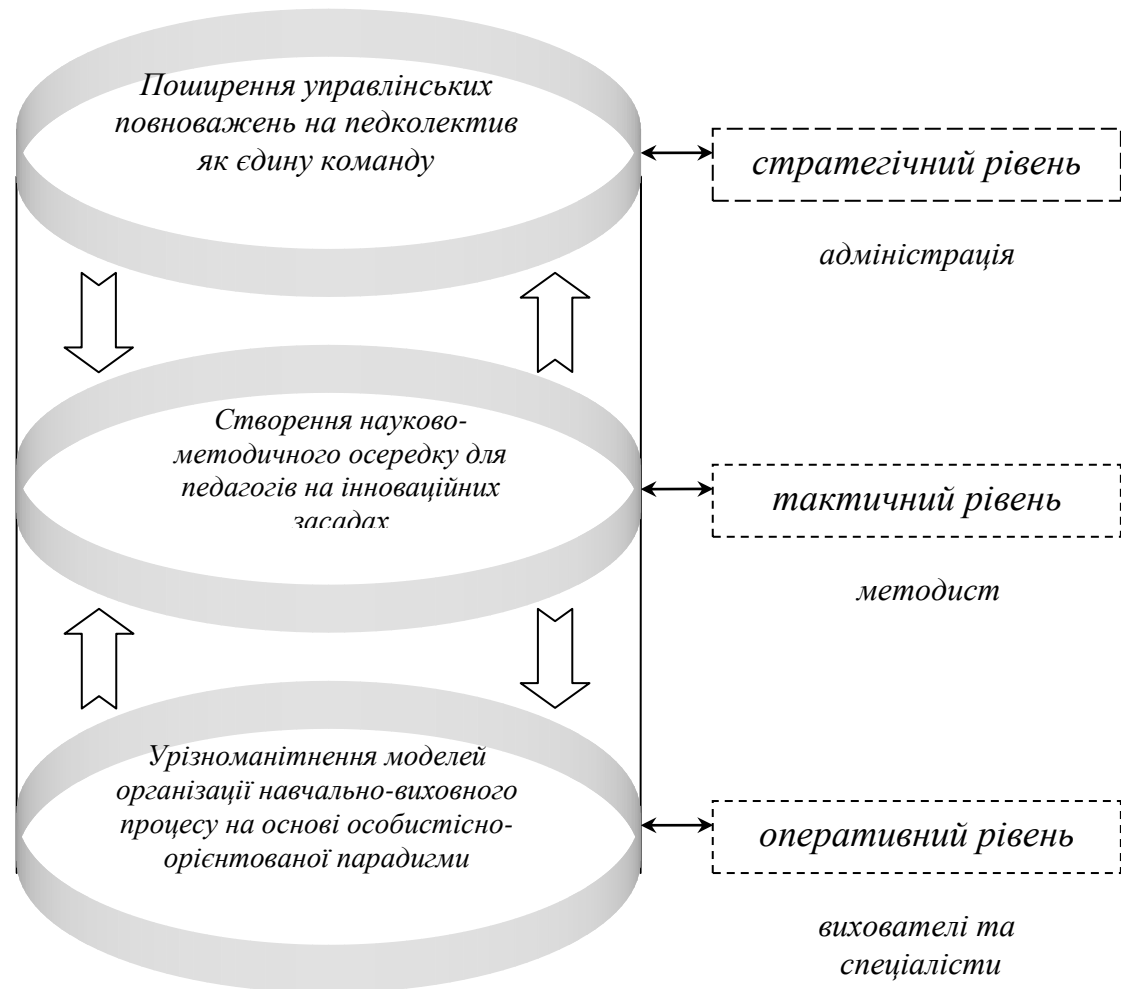 Поширення управлінських
повноважень на педколектив
як єдину команду
стратегічний рівень
адміністрація
Створення науково-
методичного осередку для
педагогів на інноваційних
засадах
тактичний рівень
методист
Урізноманітнення моделей
організації навчально-виховного
процесу на основі особистісно-
орієнтованої парадигми
оперативний рівень
вихователі та
спеціалісти